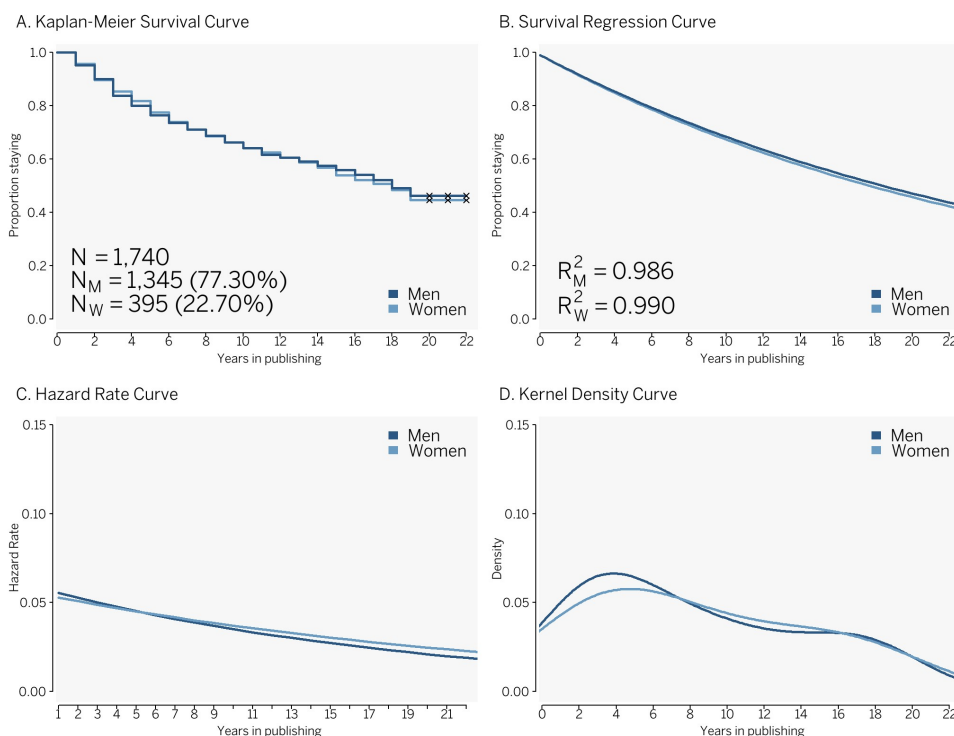 A. Kaplan-Meier Survival Curve
1.0
0.8
0.6
0.4
0.2
0.0
Proportion staying
N = 1,740
N_M = 1,345 (77.30%)
N_W = 395 (22.70%)
Men
Women
0 2 4 6 8 10 12 14 16 18 20 22
Years in publishing
B. Survival Regression Curve
1.0
0.8
0.6
0.4
0.2
0.0
Proportion staying
R²_M = 0.986
R²_W = 0.990
Men
Women
0 2 4 6 8 10 12 14 16 18 20 22
Years in publishing
C. Hazard Rate Curve
0.15
0.10
0.05
0.00
Hazard Rate
Men
Women
1 2 3 4 5 6 7 8 9 11 13 15 17 19 21
Years in publishing
D. Kernel Density Curve
0.15
0.10
0.05
0.00
Density
Men
Women
0 2 4 6 8 10 12 14 16 18 20 22
Years in publishing